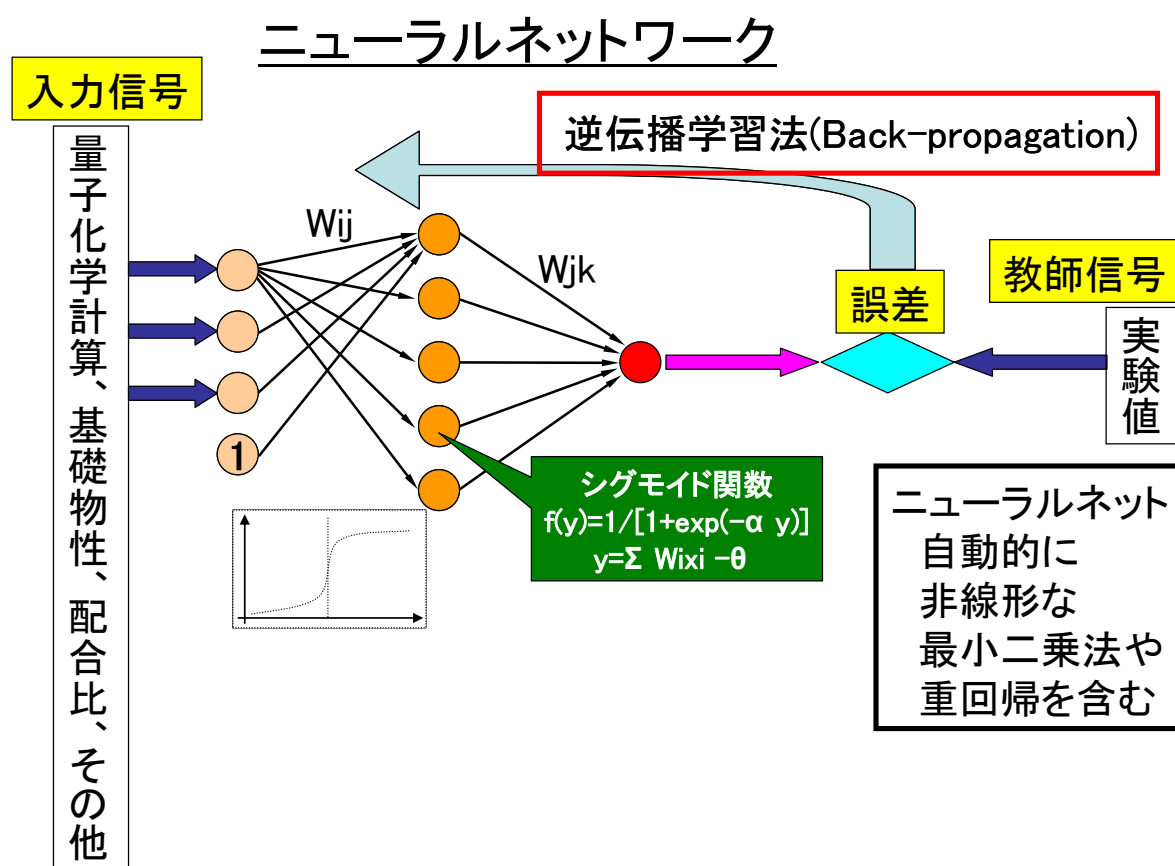 ニューラルネットワーク
入力信号
量子化学計算、基礎物性、配合比、その他
逆伝播学習法(Back-propagation)
Wij
Wjk
誤差
教師信号
実験値
1
シグモイド関数
f(y)=1/[1+exp(-α y)]
y=Σ Wixi -θ
ニューラルネット
自動的に
非線形な
最小二乗法や
重回帰を含む